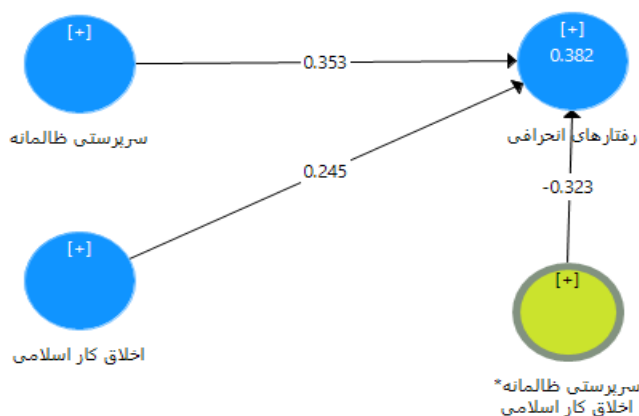 [+]
[+]
0.382
0.353
سرپرستی ظالمانه
رفتارهای انحرافی
0.245
-0.323
[+]
[+]
اخلاق کار اسلامی
سرپرستی ظالمانه*
اخلاق کار اسلامی